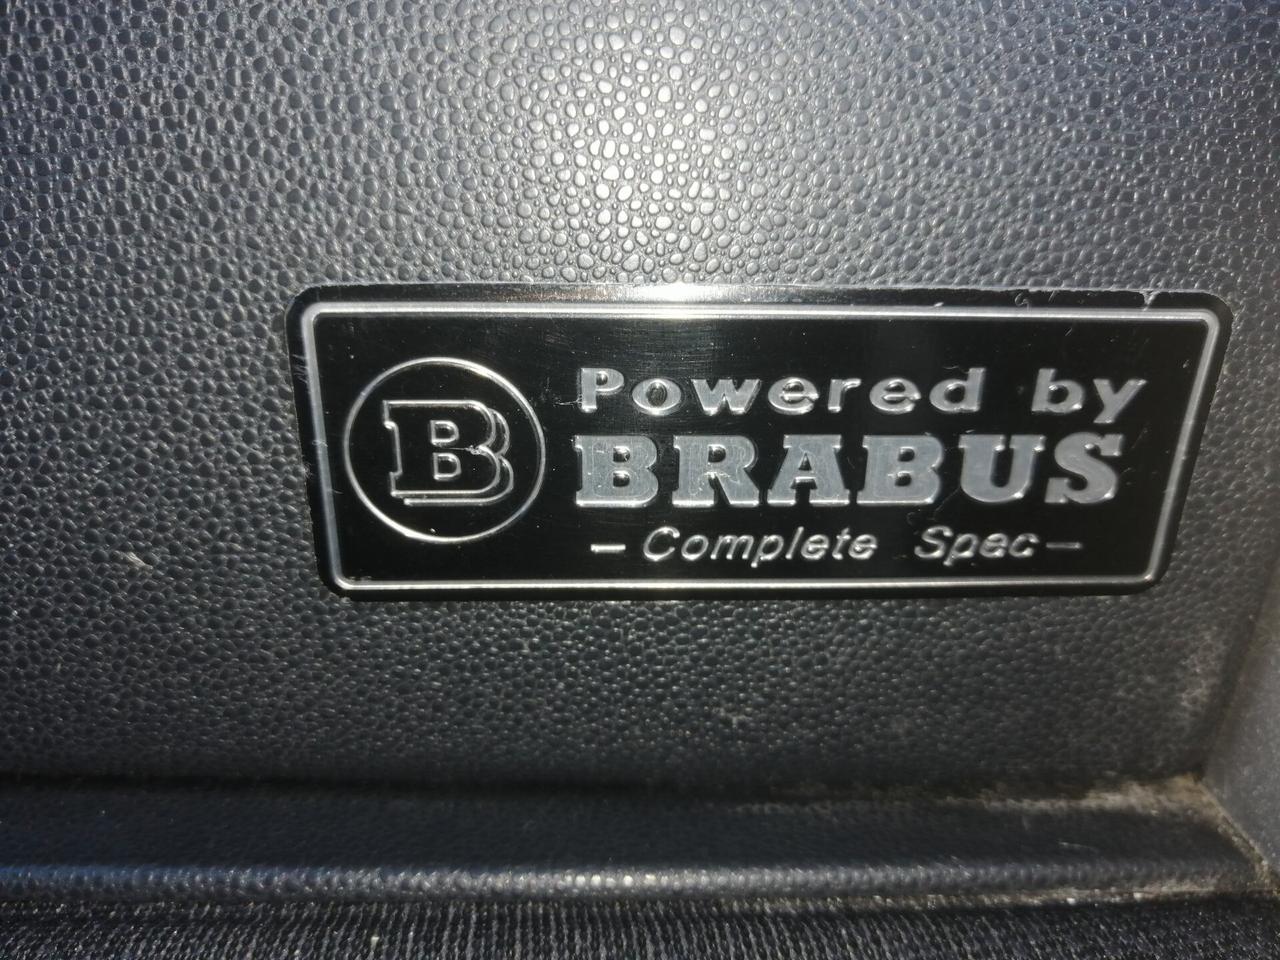 B
Powered by
BRABUS
- Complete Spec -